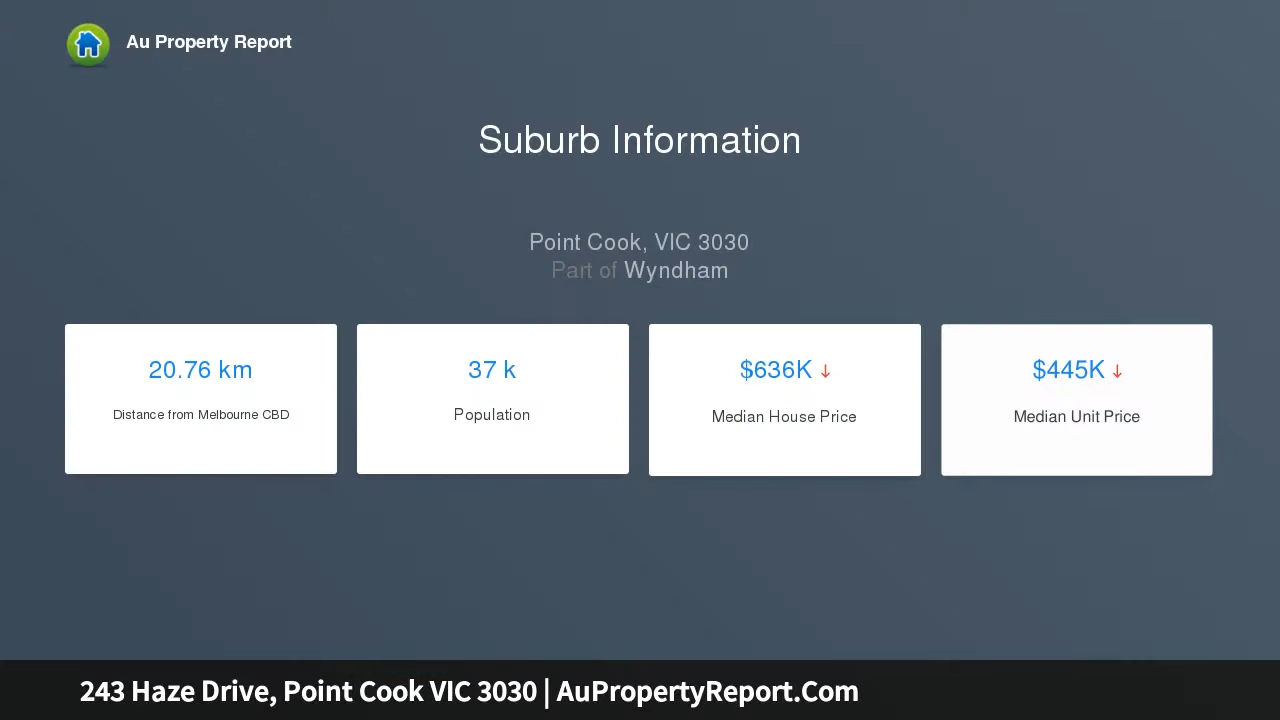 Au Property Report
Suburb Information
Point Cook, VIC 3030
Part of Wyndham
20.76 km
Distance from Melbourne CBD
37 k
Population
$636K ↓
Median House Price
$445K ↓
Median Unit Price
243 Haze Drive, Point Cook VIC 3030 | AuPropertyReport.Com